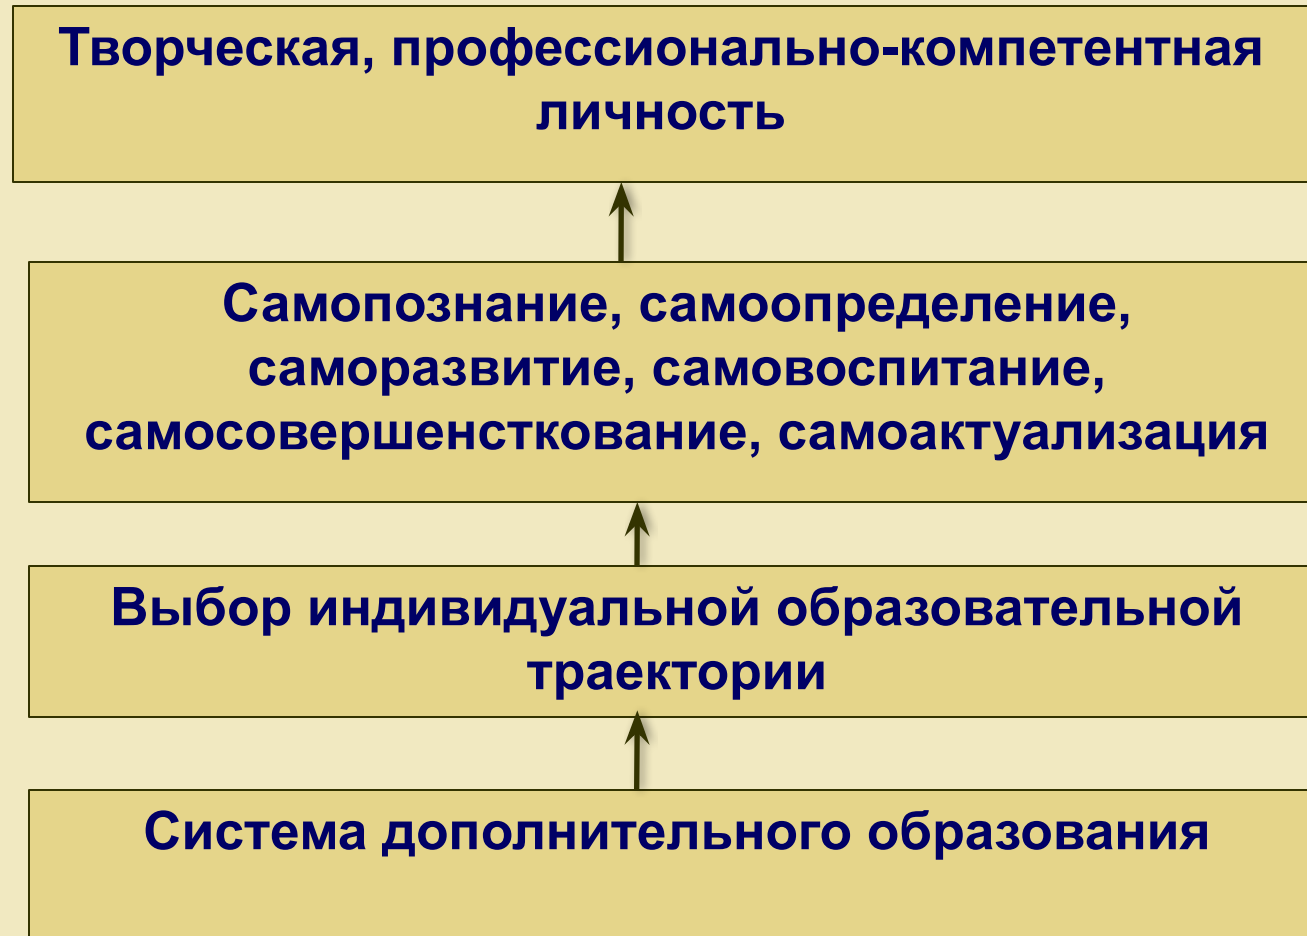 Творческая, профессионально-компетентная
личность
Самопознание, самоопределение,
саморазвитие, самовоспитание,
самосовершенсткование, самоактуализация
Выбор индивидуальной образовательной
траектории
Система дополнительного образования